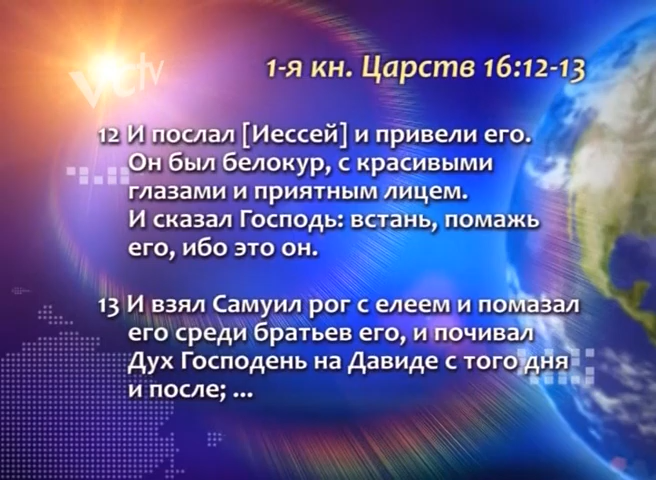 vctv
1-я кн. Царств 16:12-13
12 И послал [Иессей] и привели его.
Он был белокур, с красивыми
глазами и приятным лицем.
И сказал Господь: встань, помажь
его, ибо это он.
13 И взял Самуил рог с елеем и помазал
его среди братьев его, и почивал
Дух Господень на Давиде с того дня
и после; ...